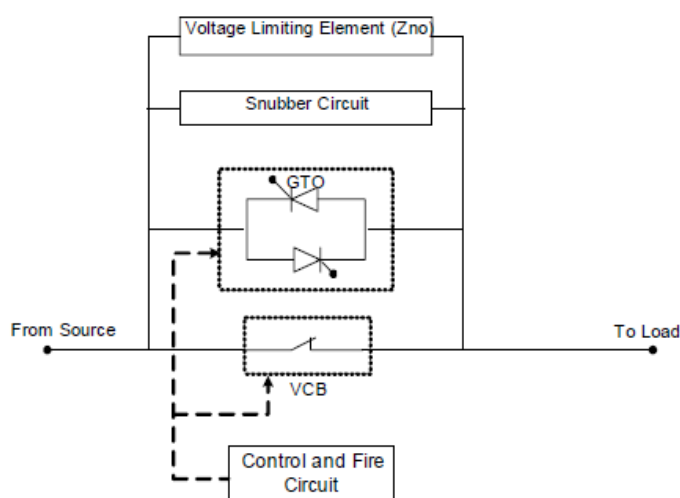 Voltage Limiting Element (Zno)
Snubber Circuit
GTO
From Source
To Load
VCB
Control and Fire
Circuit